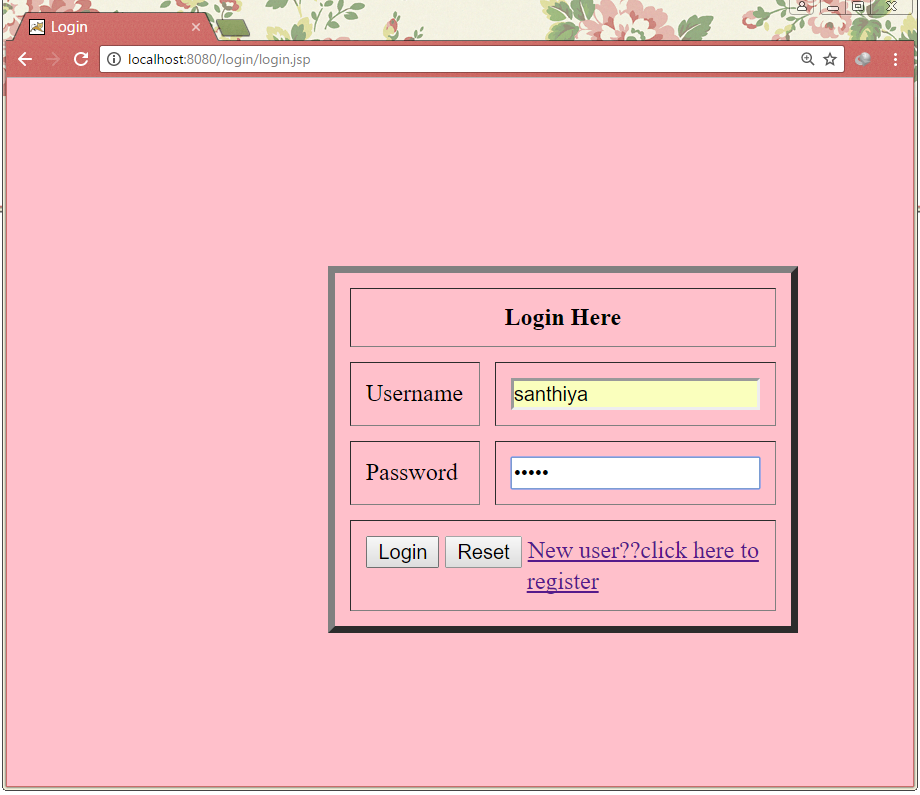 Login
localhost:8080/login/login.jsp
Login Here
Username santhiya
Password •••••
Login Reset New user??click here to
register